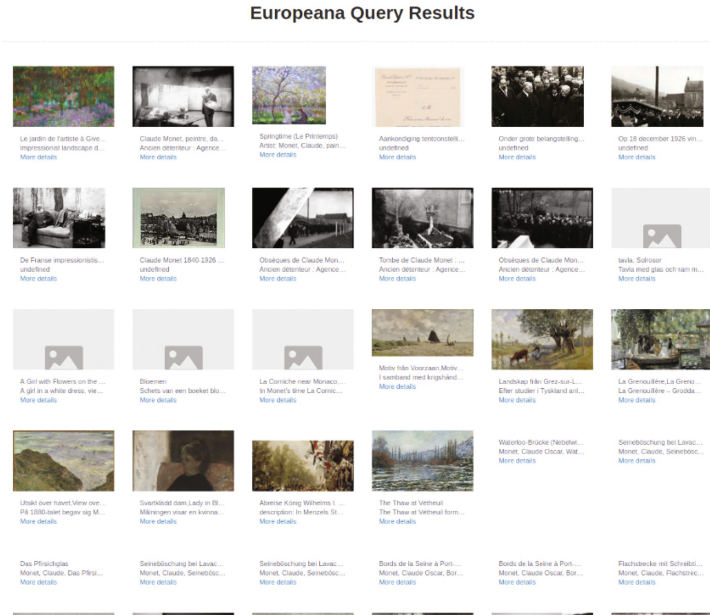 Europeana Query Results
Le jardin de l'artiste à Give...
Impressionist landscape d...
More details
Claude Monet, peintre, da...
Ancien détenteur : Agence...
More details
Springtime (Le Printemps)
Artist: Monet, Claude, pain...
More details
Aankondiging tentoonstelli...
undefined
More details
Onder grote belangstelling...
undefined
More details
Op 18 december 1926 vin...
undefined
More details
De Franse impressionistis...
undefined
More details
Claude Monet 1840-1926 ...
undefined
More details
Obsèques de Claude Mon...
Ancien détenteur : Agence...
More details
Tombe de Claude Monet : ...
Ancien détenteur : Agence...
More details
Obsèques de Claude Mon...
Ancien détenteur : Agence...
More details
tavla, Solrosor
Tavla med glas och ram m...
More details
A Girl with Flowers on the ...
A girl in a white dress, vie...
More details
Bloemen
Schets van een boeket blo...
More details
La Corniche near Monaco,...
In Monet's time La Cornic...
More details
Motiv från Voorzaan,Motiv...
I samband med krigshänd...
More details
Landskap från Grez-sur-L...
Efter studier i Tyskland anl...
More details
La Grenouillère,La Greno...
La Grenouillère – Grodda...
More details
Utsikt över havet,View ove...
På 1880-talet begav sig M...
More details
Svartklädd dam,Lady in Bl...
Målningen visar en kvinna...
More details
Abreise König Wilhelms I. ...
description: In Menzels St...
More details
The Thaw at Vétheuil
The Thaw at Vétheuil form...
More details
Waterloo-Brücke (Nebelwi...
Monet, Claude Oscar, Wat...
More details
Seineböschung bei Lavac...
Monet, Claude, Seinebösc...
More details
Das Pfirsichglas
Monet, Claude, Das Pfirsi...
More details
Seineböschung bei Lavac...
Monet, Claude, Seinebösc...
More details
Seineböschung bei Lavac...
Monet, Claude, Seinebösc...
More details
Bords de la Seine à Port-...
Monet, Claude Oscar, Bor...
More details
Bords de la Seine à Port-...
Monet, Claude Oscar, Bor...
More details
Flachstrecke mit Schreibti...
Monet, Claude, Flachstrec...
More details